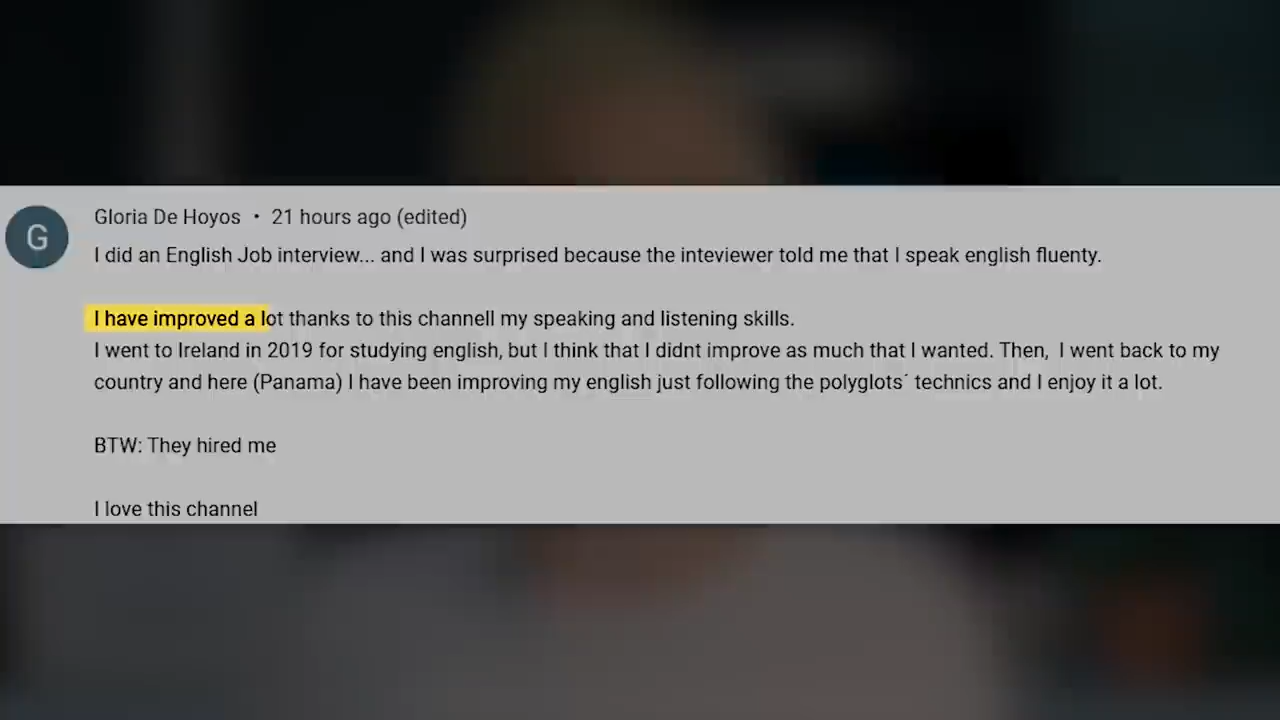 G
Gloria De Hoyos • 21 hours ago (edited)
I did an English Job interview... and I was surprised because the inteviewer told me that I speak english fluenty.
I have improved a lot thanks to this channell my speaking and listening skills.
I went to Ireland in 2019 for studying english, but I think that I didnt improve as much that I wanted. Then, I went back to my
country and here (Panama) I have been improving my english just following the polyglots´ technics and I enjoy it a lot.
BTW: They hired me
I love this channel